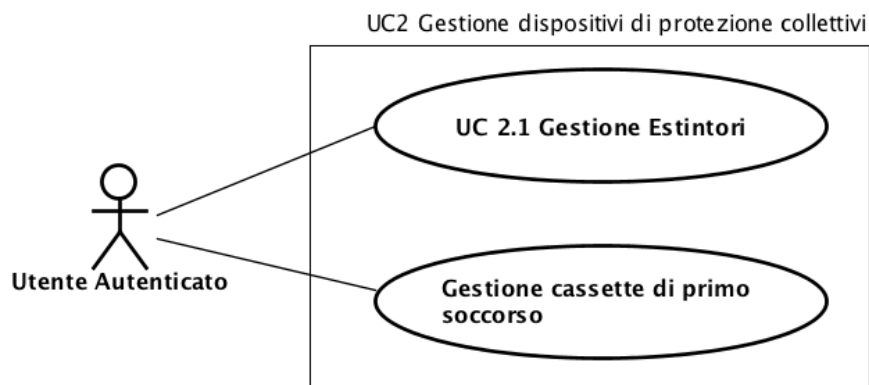 UC2 Gestione dispositivi di protezione collettivi
UC 2.1 Gestione Estintori
Utente Autenticato
Gestione cassette di primo
soccorso